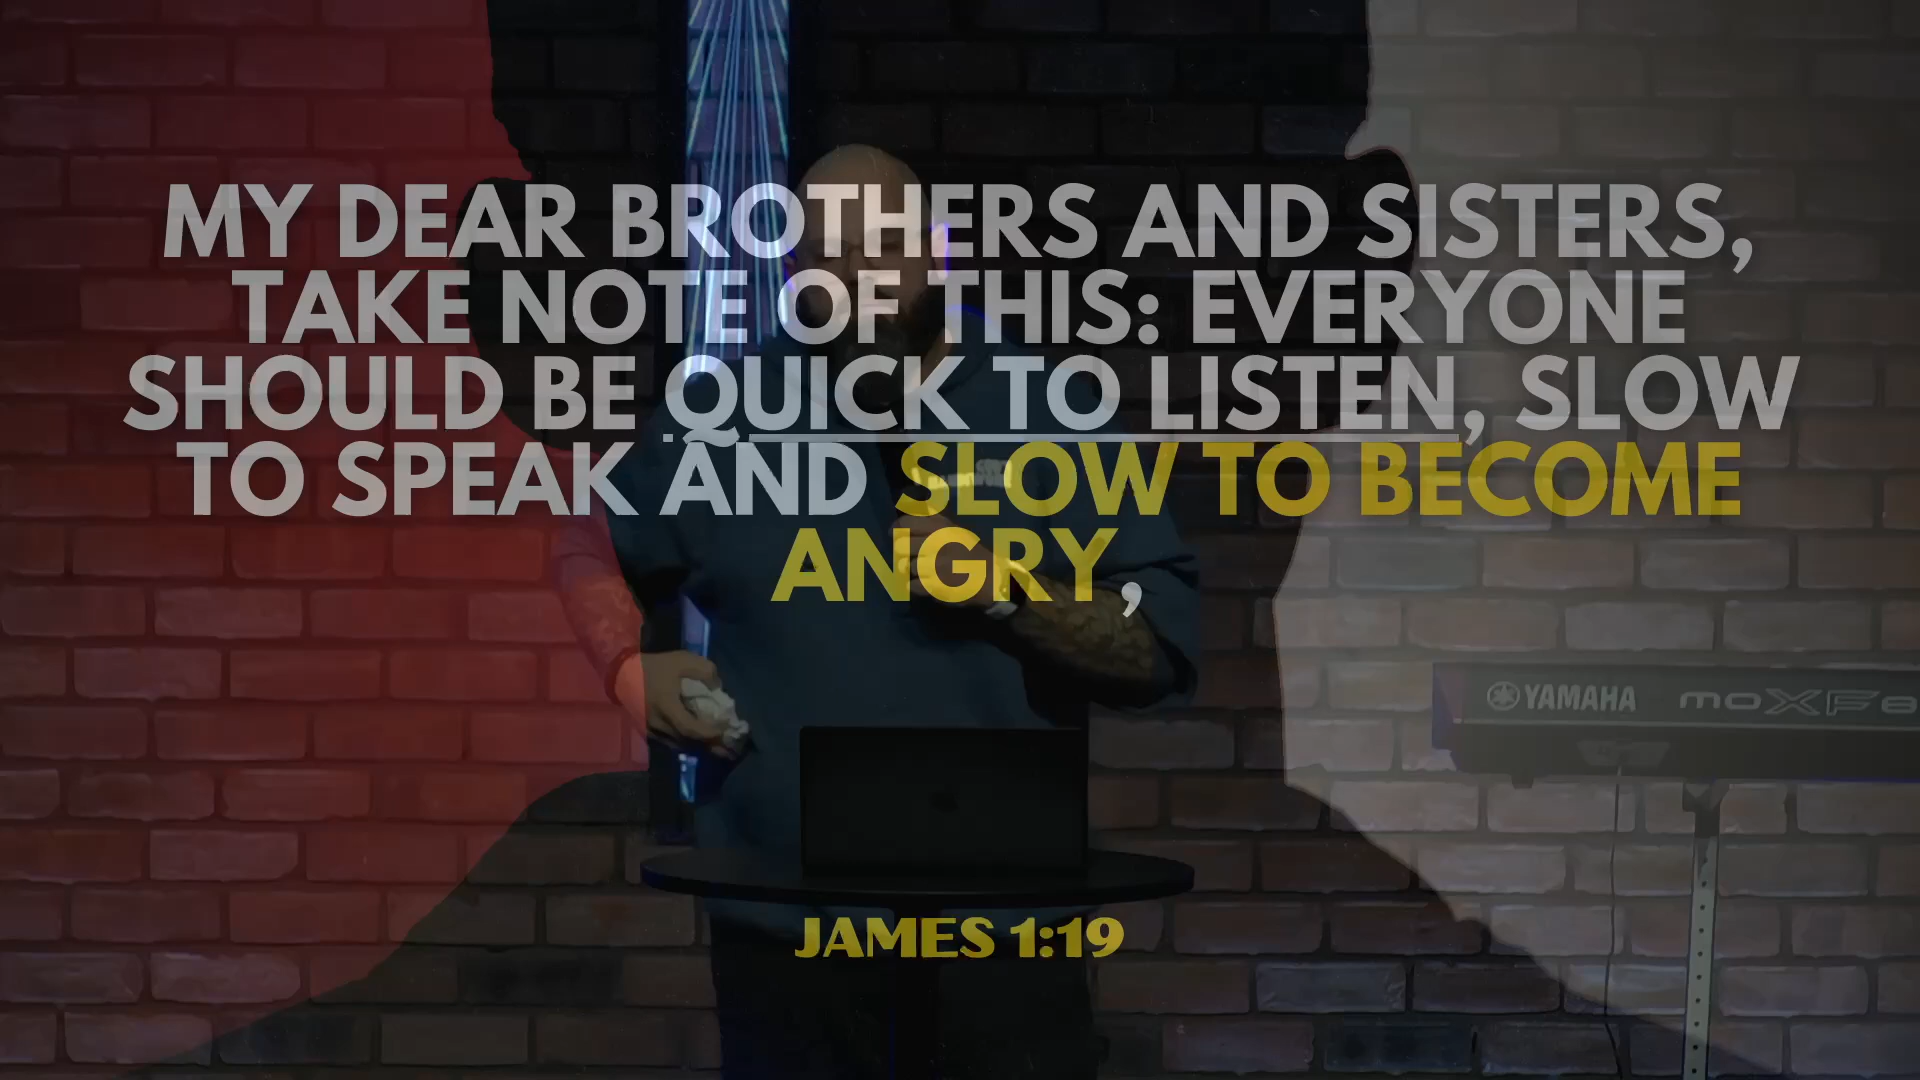 MY DEAR BROTHERS AND SISTERS,
TAKE NOTE OF THIS: EVERYONE
SHOULD BE QUICK TO LISTEN, SLOW
TO SPEAK AND SLOW TO BECOME
ANGRY,
YAMAHA MOXF8
JAMES 1:19